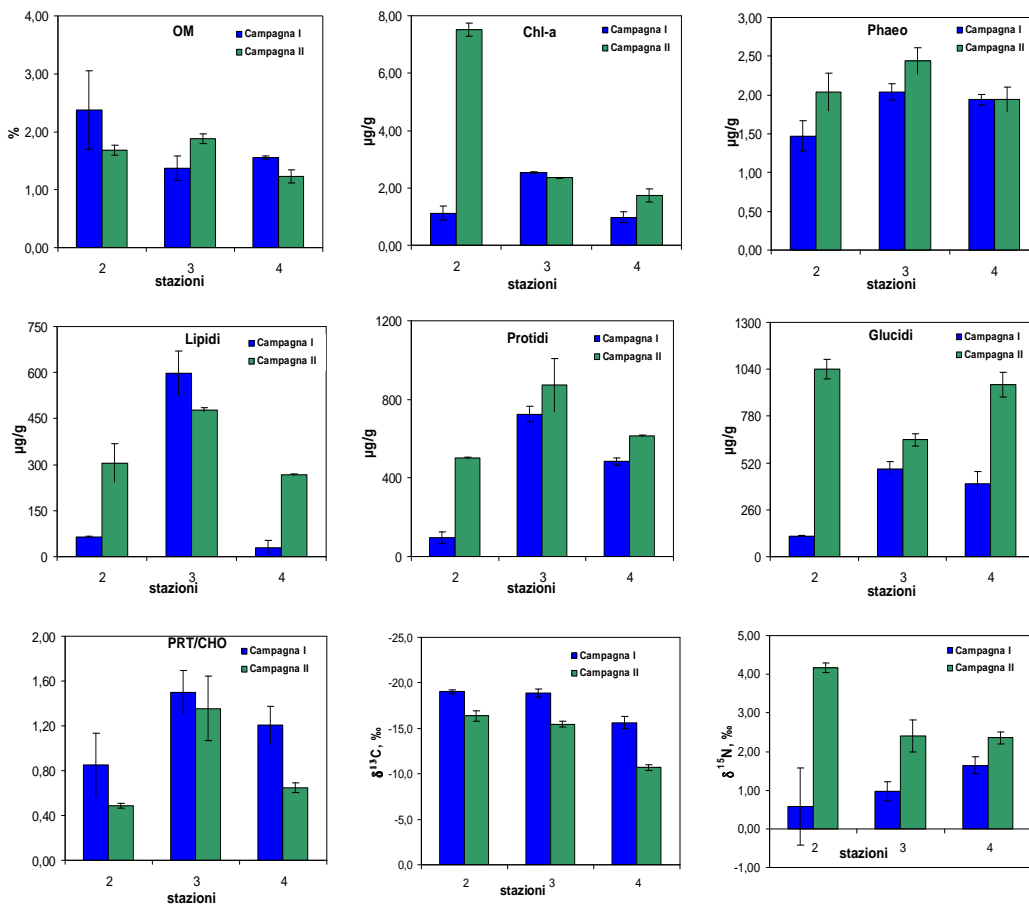 OM
Campagna I
Campagna II
4,00
3,00
2,00
1,00
0,00
%
2
3
4
stazioni
Chl-a
Campagna I
Campagna II
8,00
6,00
4,00
2,00
0,00
µg/g
2
3
4
stazioni
Phaeo
Campagna I
Campagna II
3,00
2,50
2,00
1,50
1,00
0,50
0,00
µg/g
2
3
4
stazioni
Lipidi
Campagna I
Campagna II
750
600
450
300
150
0
µg/g
2
3
4
stazioni
Protidi
Campagna I
Campagna II
1200
800
400
0
µg/g
2
3
4
stazioni
Glucidi
Campagna I
Campagna II
1300
1040
780
520
260
0
µg/g
2
3
4
stazioni
PRT/CHO
Campagna I
Campagna II
2,00
1,60
1,20
0,80
0,40
0,00
2
3
4
stazioni
Campagna I
Campagna II
-25,0
-20,0
-15,0
-10,0
-5,0
0,0
δ¹³C, ‰
2
3
4
stazioni
Campagna I
Campagna II
5,00
4,00
3,00
2,00
1,00
0,00
-1,00
δ¹⁵N, ‰
2
3
4
stazioni